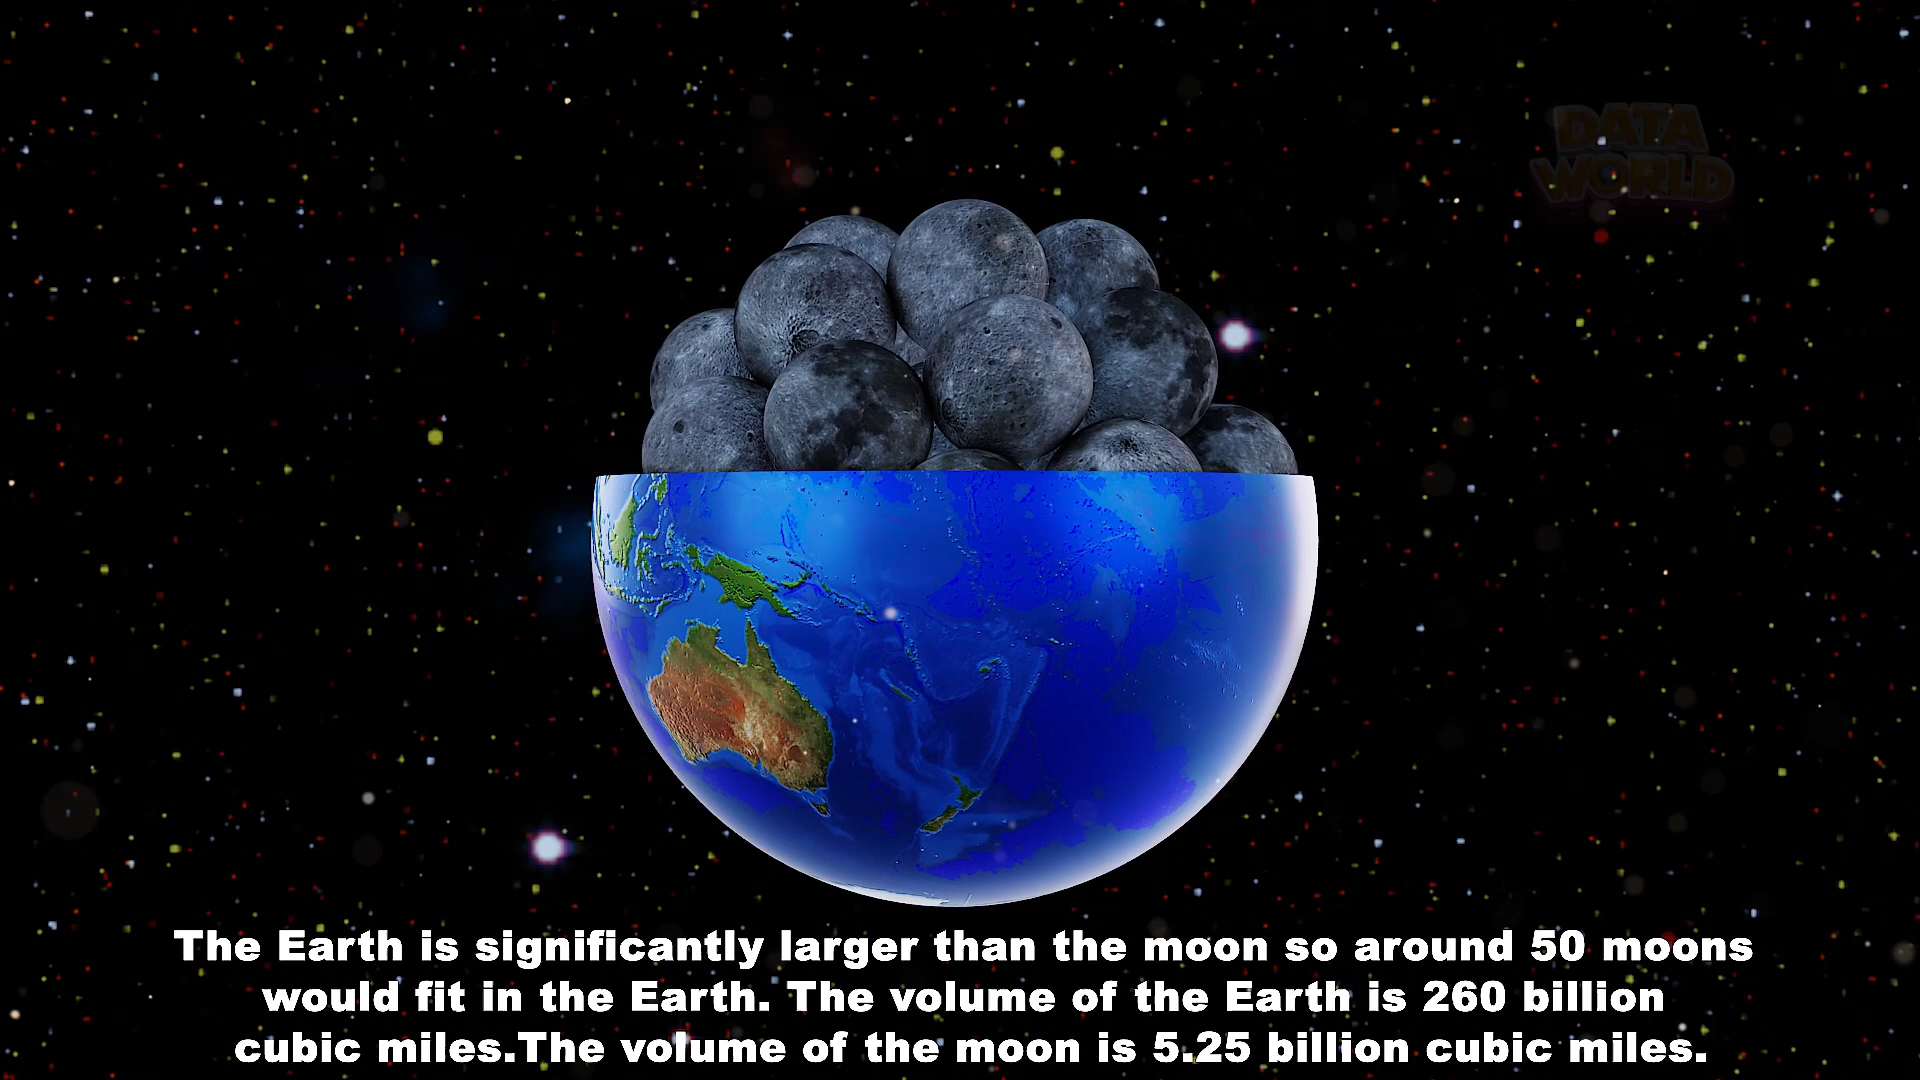 DATA
WORLD
The Earth is significantly larger than the moon so around 50 moons
would fit in the Earth. The volume of the Earth is 260 billion
cubic miles.The volume of the moon is 5.25 billion cubic miles.